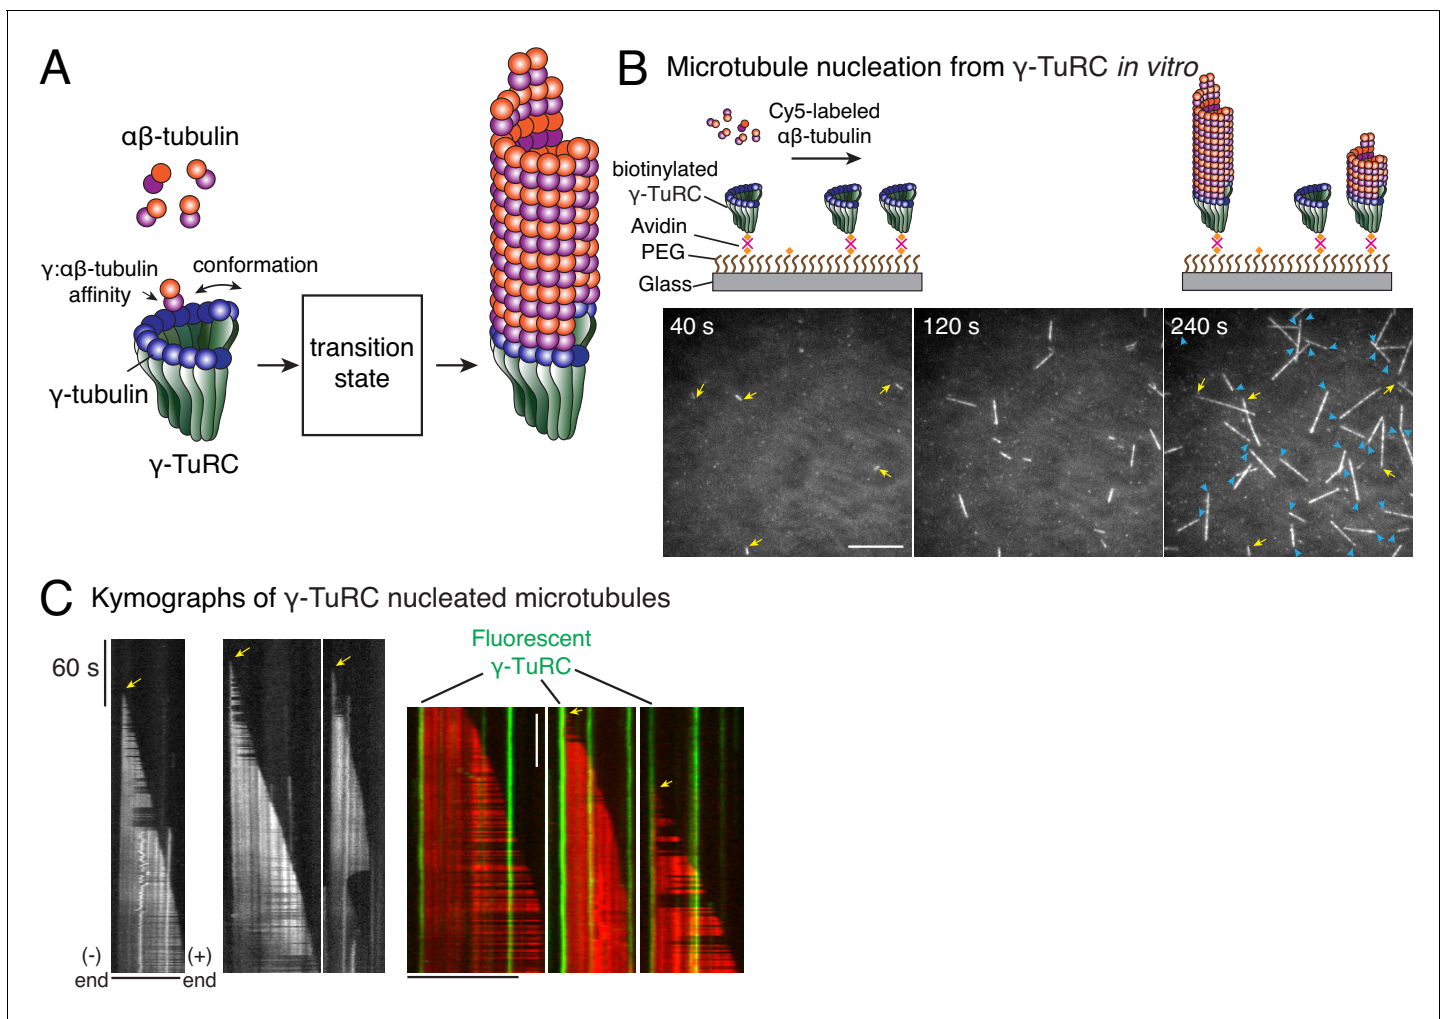 A
αβ-tubulin
γ:αβ-tubulin
affinity
conformation
γ-tubulin
γ-TuRC
transition
state
B Microtubule nucleation from γ-TuRC in vitro
Cy5-labeled
αβ-tubulin
biotinylated
γ-TuRC
Avidin
PEG
Glass
40 s
120 s
240 s
C Kymographs of γ-TuRC nucleated microtubules
60 s
Fluorescent
γ-TuRC
(-)
end
(+)
end